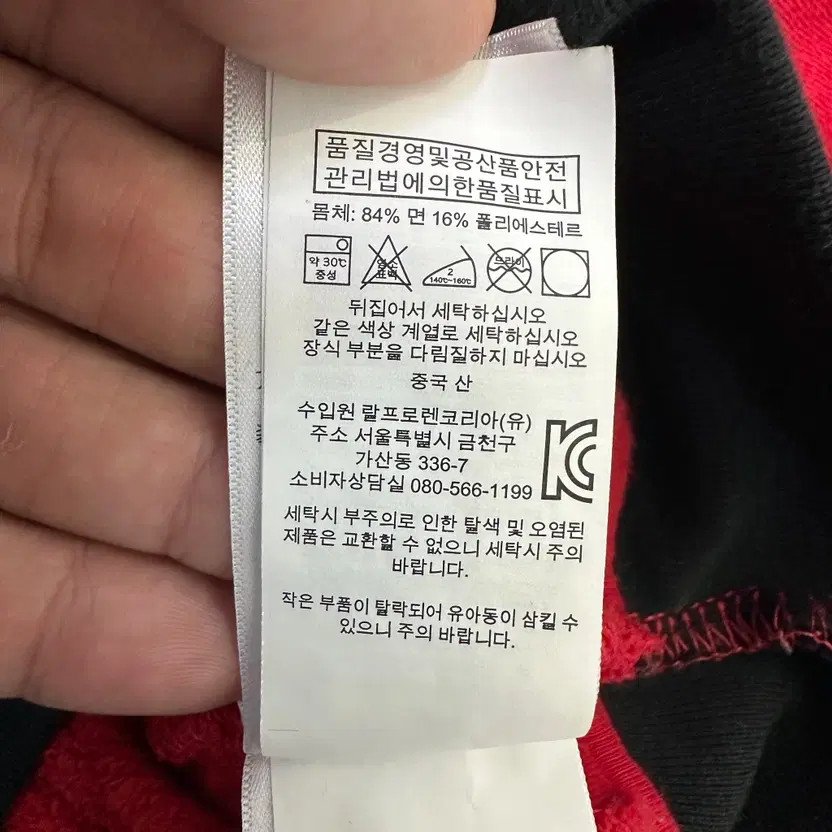 품질경영및공산품안전
관리법에의한품질표시
몸체: 84% 면 16% 폴리에스테르
약 30℃
중성
염소
표백
2
140℃~160℃
드라이
뒤집어서 세탁하십시오
같은 색상 계열로 세탁하십시오
장식 부분을 다림질하지 마십시오
중국 산
수입원 랄프로렌코리아(유)
주소 서울특별시 금천구
가산동 336-7
소비자상담실 080-566-1199
KC
세탁시 부주의로 인한 탈색 및 오염된
제품은 교환할 수 없으니 세탁시 주의
바랍니다.
작은 부품이 탈락되어 유아동이 삼킬 수
있으니 주의 바랍니다.